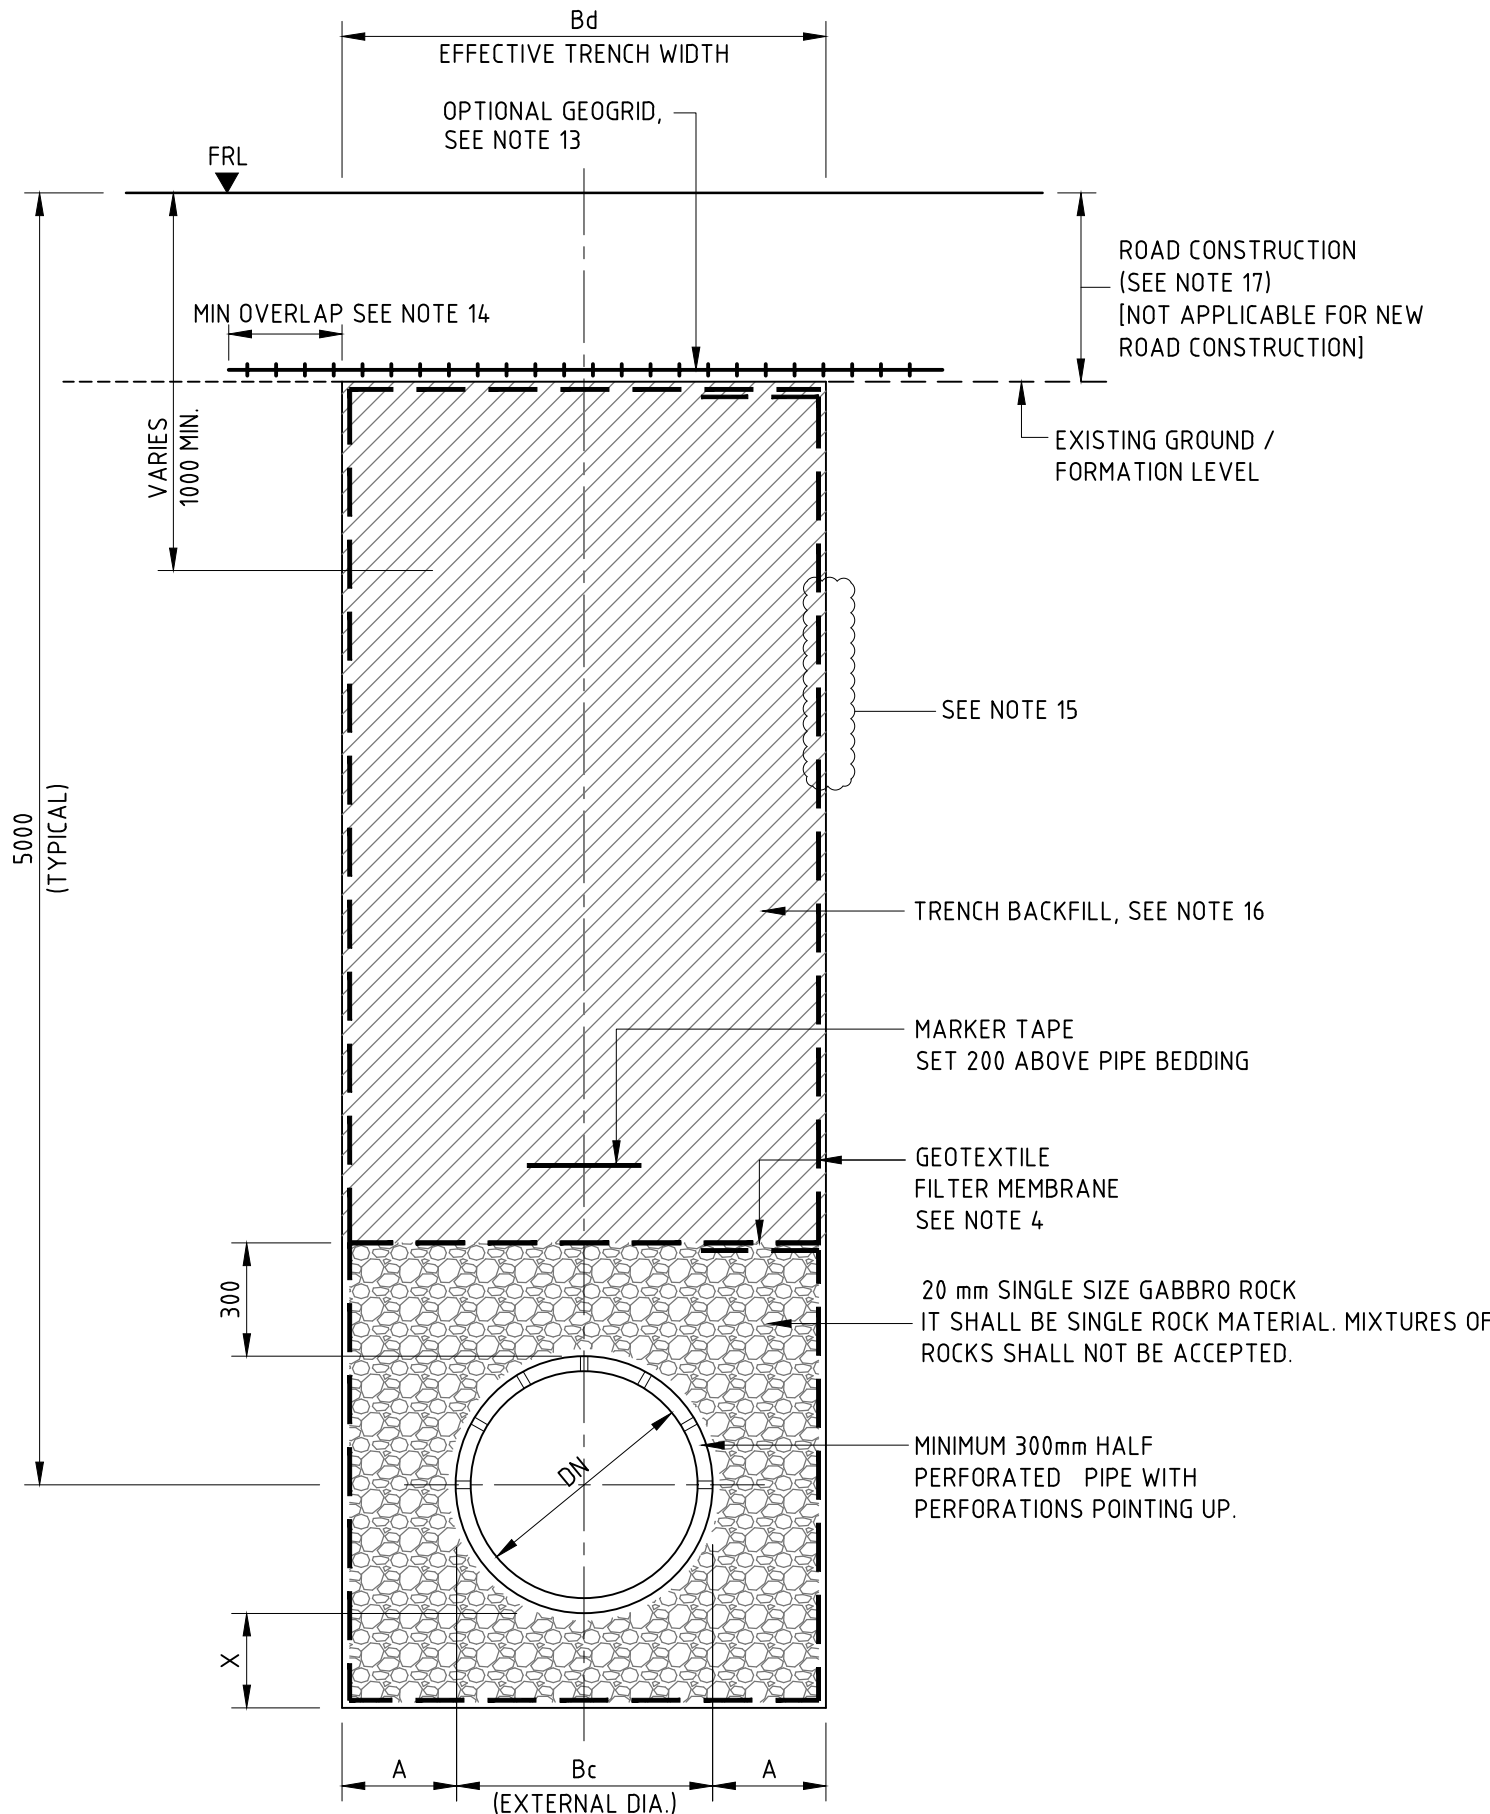 Bd
EFFECTIVE TRENCH WIDTH
OPTIONAL GEOGRID,
SEE NOTE 13
FRL
ROAD CONSTRUCTION
(SEE NOTE 17)
[NOT APPLICABLE FOR NEW
ROAD CONSTRUCTION]
MIN OVERLAP SEE NOTE 14
VARIES
1000 MIN.
EXISTING GROUND /
FORMATION LEVEL
SEE NOTE 15
5000
(TYPICAL)
TRENCH BACKFILL, SEE NOTE 16
MARKER TAPE
SET 200 ABOVE PIPE BEDDING
GEOTEXTILE
FILTER MEMBRANE
SEE NOTE 4
300
20 mm SINGLE SIZE GABBRO ROCK
IT SHALL BE SINGLE ROCK MATERIAL. MIXTURES OF
ROCKS SHALL NOT BE ACCEPTED.
DN
MINIMUM 300mm HALF
PERFORATED PIPE WITH
PERFORATIONS POINTING UP.
X
A
Bc
A
(EXTERNAL DIA.)